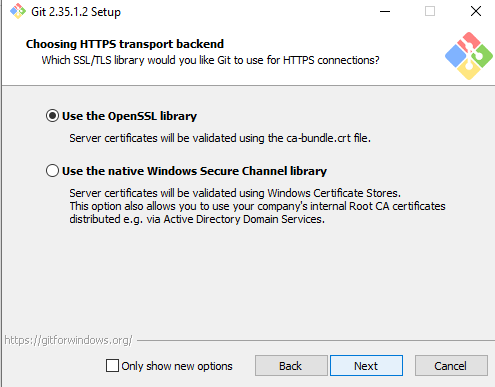 Git 2.35.1.2 Setup
Choosing HTTPS transport backend
Which SSL/TLS library would you like Git to use for HTTPS connections?
Use the OpenSSL library
Server certificates will be validated using the ca-bundle.crt file.
Use the native Windows Secure Channel library
Server certificates will be validated using Windows Certificate Stores.
This option also allows you to use your company's internal Root CA certificates
distributed e.g. via Active Directory Domain Services.
https://gitforwindows.org/
Only show new options
Back
Next
Cancel